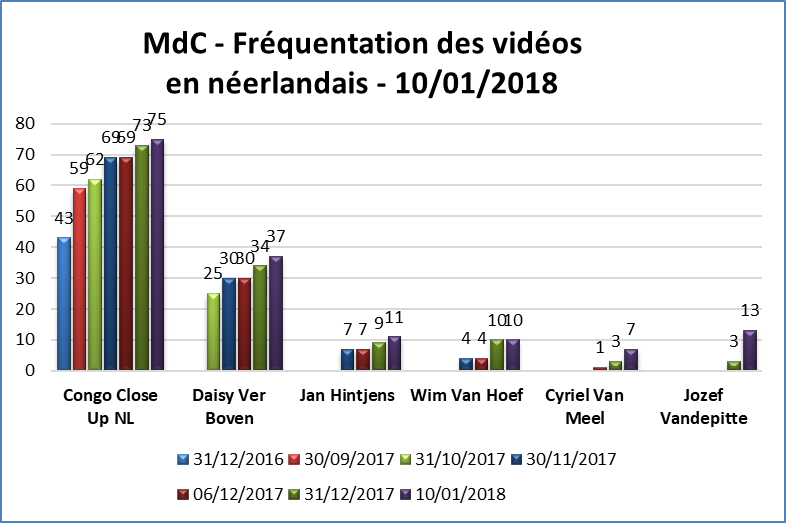 MdC - Fréquentation des vidéos
en néerlandais - 10/01/2018
80
70
60
50
40
30
20
10
0
43
59
62
69
69
73
75
25
30
30
34
37
7
7
9
11
4
4
10
10
1
3
7
3
13
Congo Close
Up NL
Daisy Ver
Boven
Jan Hintjens
Wim Van Hoef
Cyriel Van
Meel
Jozef
Vandepitte
31/12/2016 30/09/2017 31/10/2017 30/11/2017
06/12/2017 31/12/2017 10/01/2018